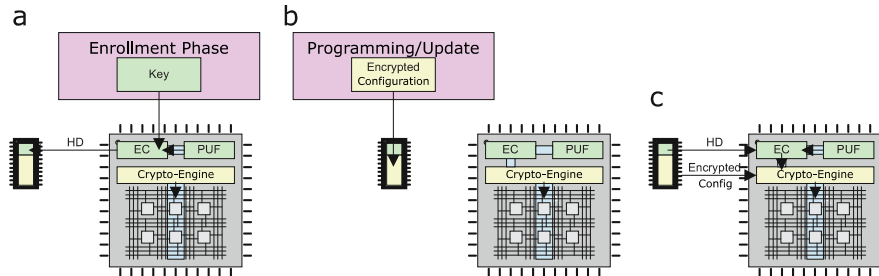 a
Enrollment Phase
Key
HD
EC
PUF
Crypto-Engine
b
Programming/Update
Encrypted
Configuration
EC
PUF
Crypto-Engine
c
HD
Encrypted
Config
EC
PUF
Crypto-Engine